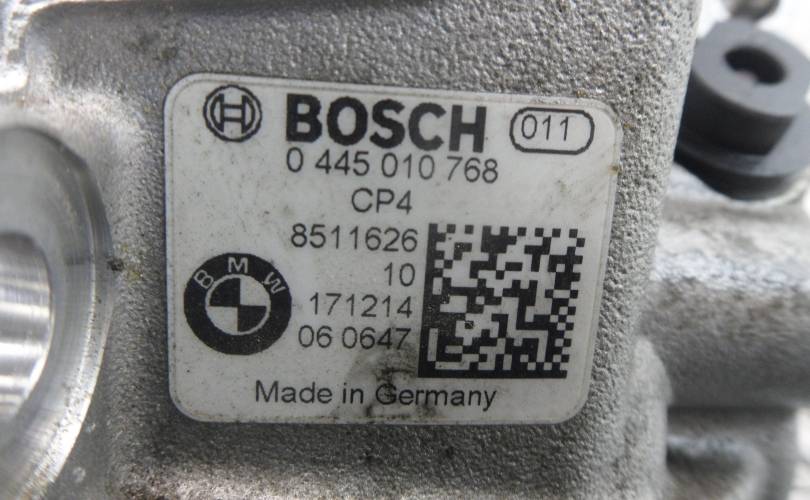 BOSCH 011
0 445 010 768
CP4
8511626
10
BMW
171214
06 0647
Made in Germany